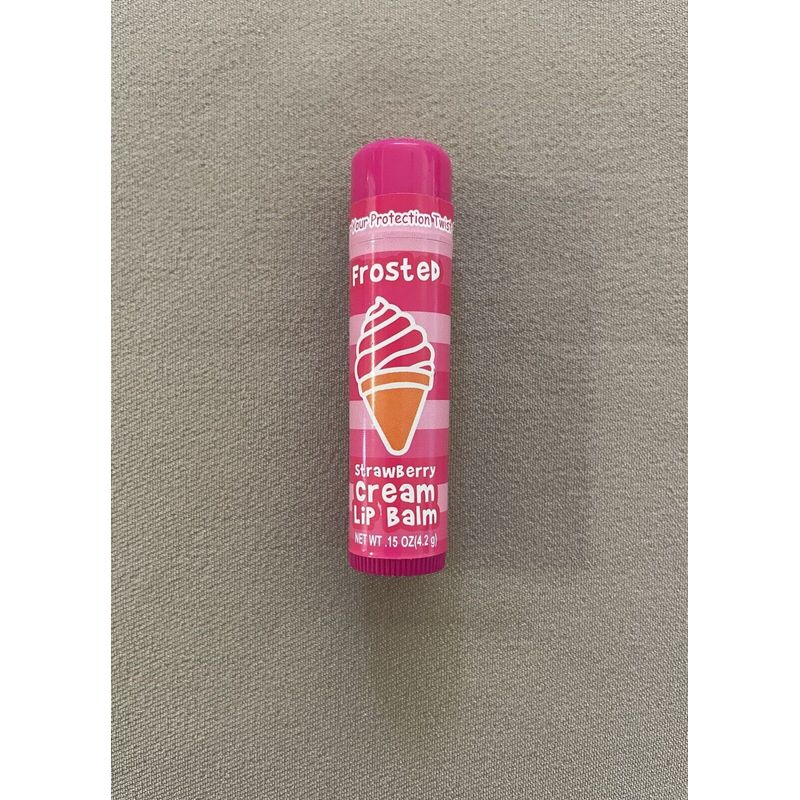 Your Protection Twist
Frosted
Strawberry
Cream
Lip Balm
NET WT .15 OZ(4.2 g)